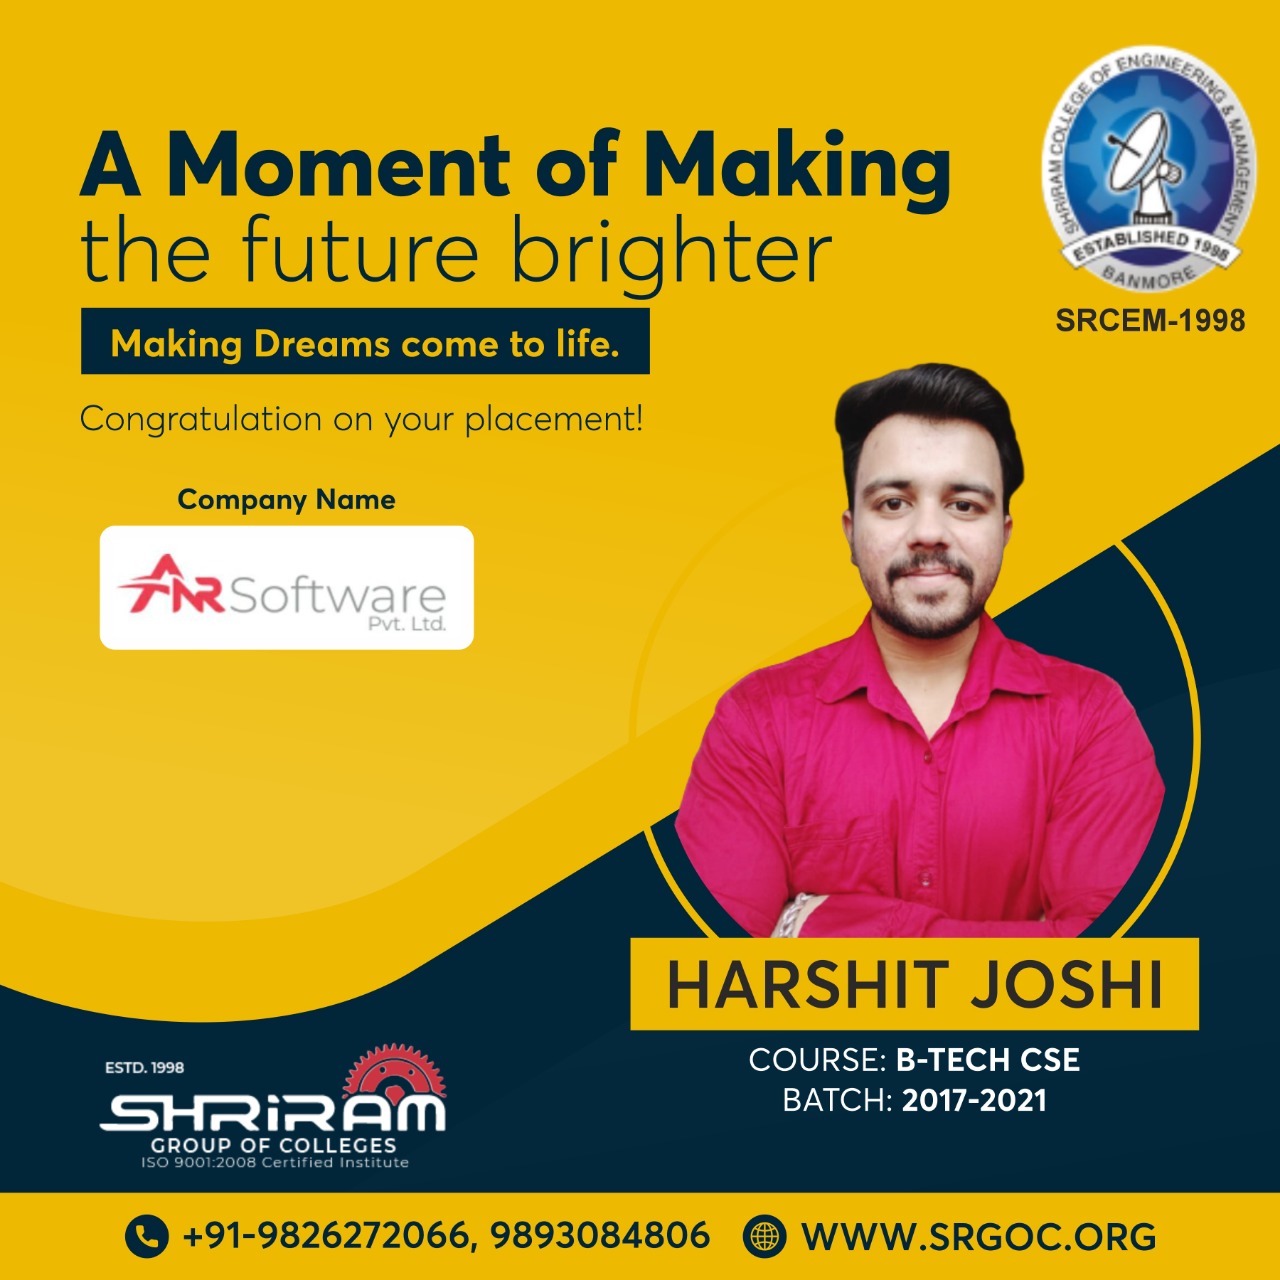 A Moment of Making
the future brighter
Making Dreams come to life.
Congratulation on your placement!
Company Name
ANR Software
Pvt. Ltd.
SHRIRAM COLLEGE OF ENGINEERING & MANAGEMENT
ESTABLISHED 1998
BANMORE
SRCEM-1998
HARSHIT JOSHI
COURSE: B-TECH CSE
BATCH: 2017-2021
ESTD. 1998
SHRiRAM
GROUP OF COLLEGES
ISO 9001:2008 Certified Institute
+91-9826272066, 9893084806
WWW.SRGOC.ORG